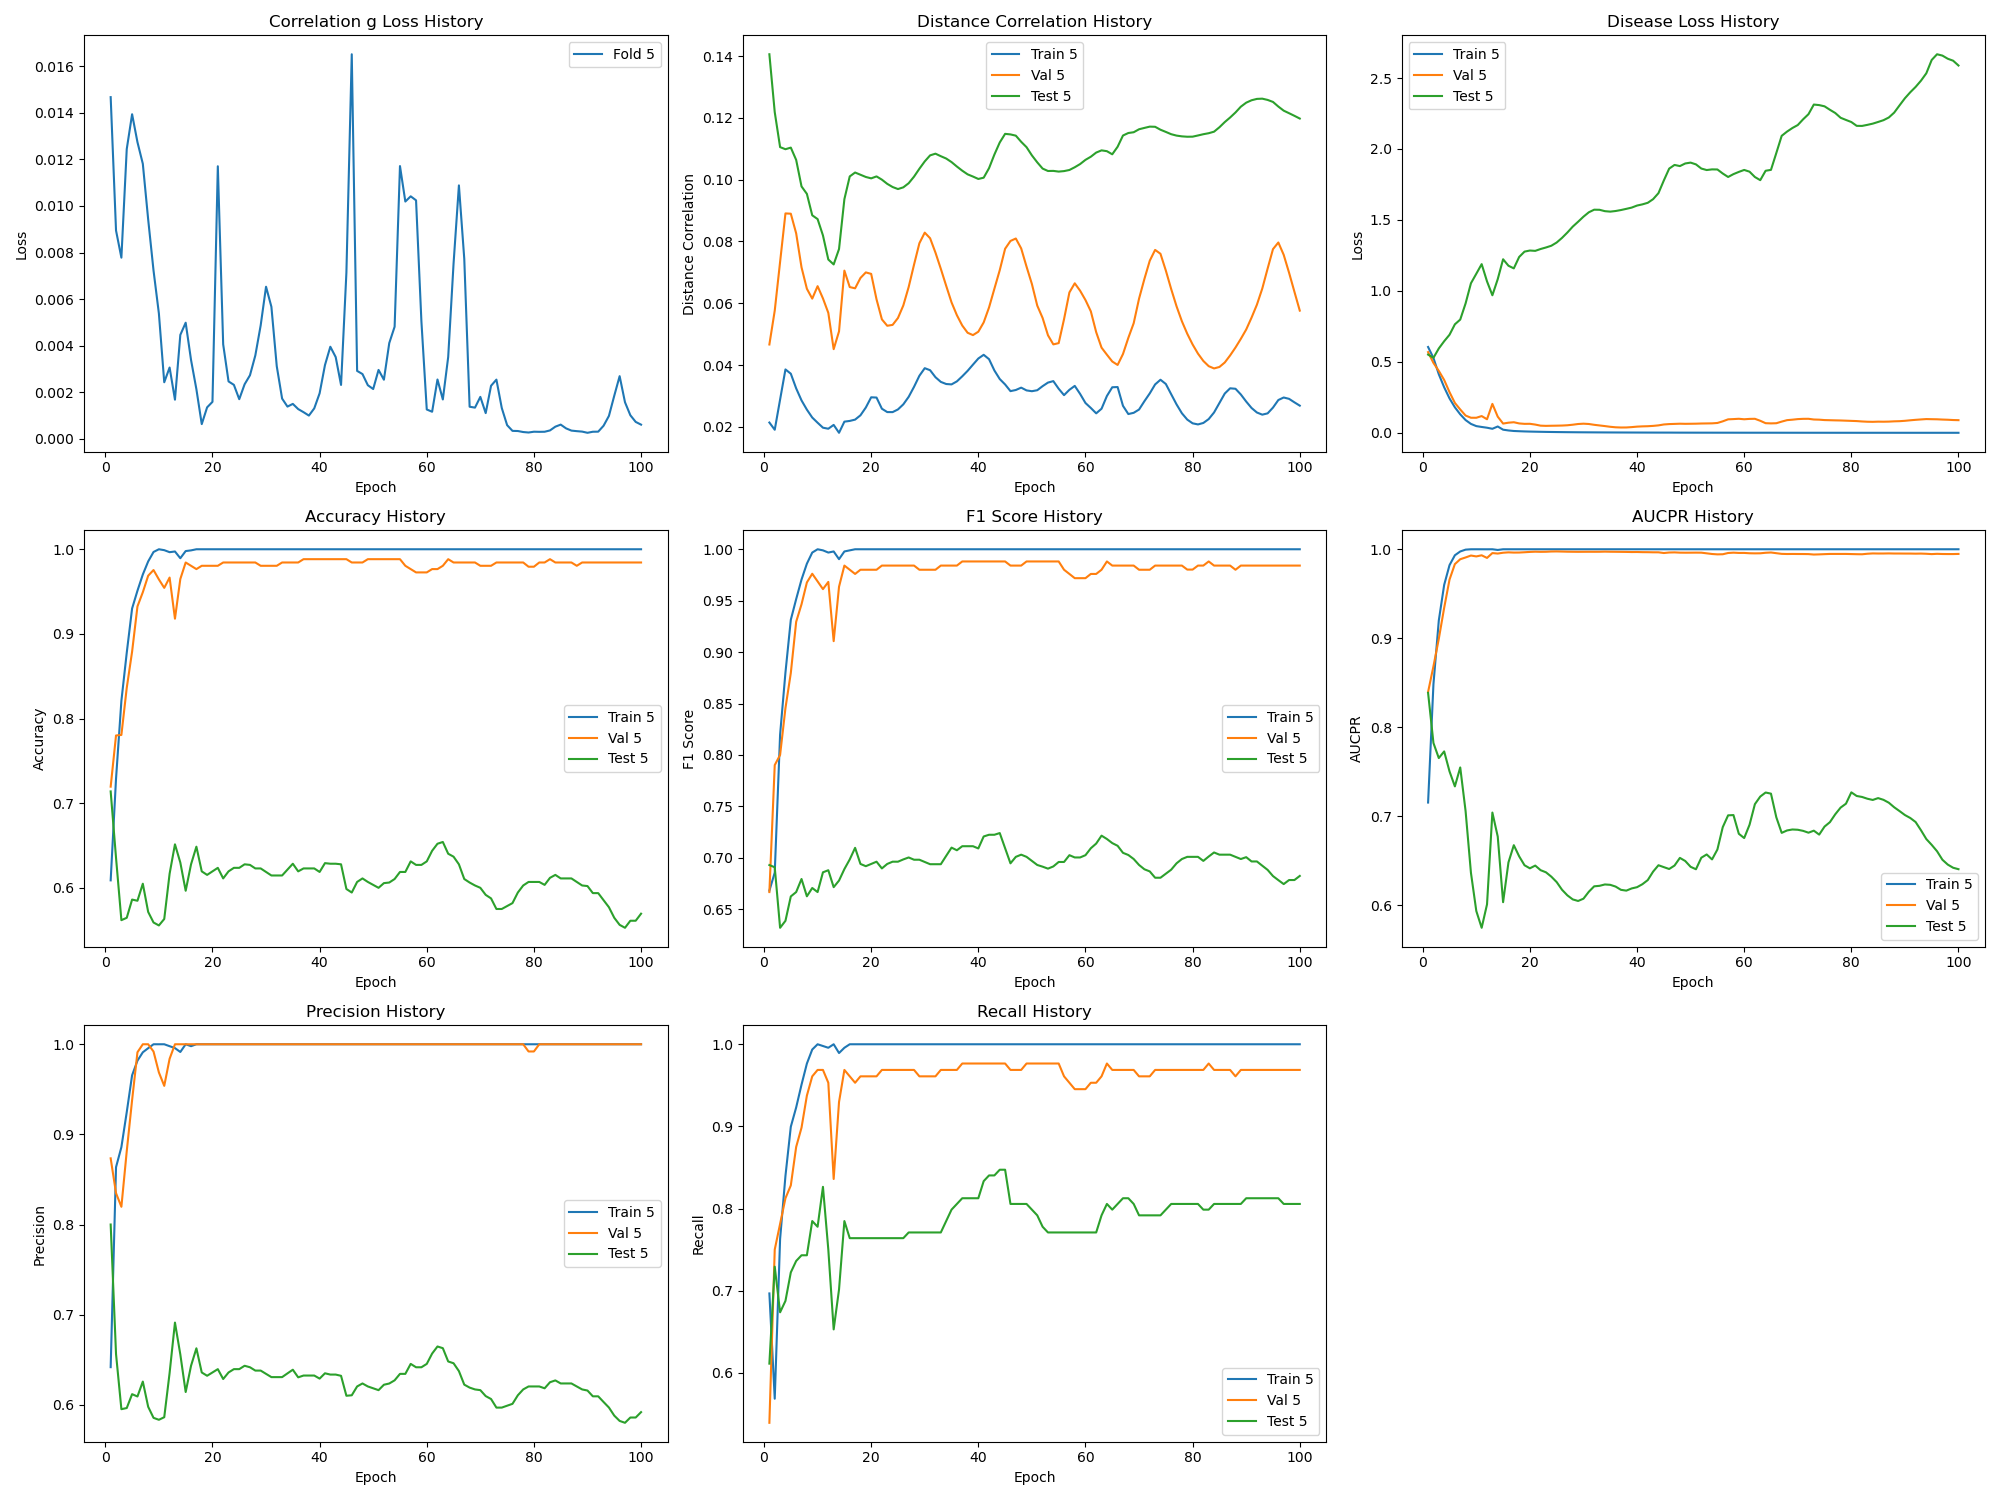 Correlation g Loss History
Fold 5
0.016
0.014
0.012
0.010
0.008
0.006
0.004
0.002
0.000
Loss
0 20 40 60 80 100
Epoch
Distance Correlation History
Train 5
Val 5
Test 5
0.14
0.12
0.10
0.08
0.06
0.04
0.02
Distance Correlation
0 20 40 60 80 100
Epoch
Disease Loss History
Train 5
Val 5
Test 5
2.5
2.0
1.5
1.0
0.5
0.0
Loss
0 20 40 60 80 100
Epoch
Accuracy History
1.0
0.9
0.8
0.7
0.6
Accuracy
Train 5
Val 5
Test 5
0 20 40 60 80 100
Epoch
F1 Score History
1.00
0.95
0.90
0.85
0.80
0.75
0.70
0.65
F1 Score
Train 5
Val 5
Test 5
0 20 40 60 80 100
Epoch
AUCPR History
1.0
0.9
0.8
0.7
0.6
AUCPR
Train 5
Val 5
Test 5
0 20 40 60 80 100
Epoch
Precision History
1.0
0.9
0.8
0.7
0.6
Precision
Train 5
Val 5
Test 5
0 20 40 60 80 100
Epoch
Recall History
1.0
0.9
0.8
0.7
0.6
Recall
Train 5
Val 5
Test 5
0 20 40 60 80 100
Epoch